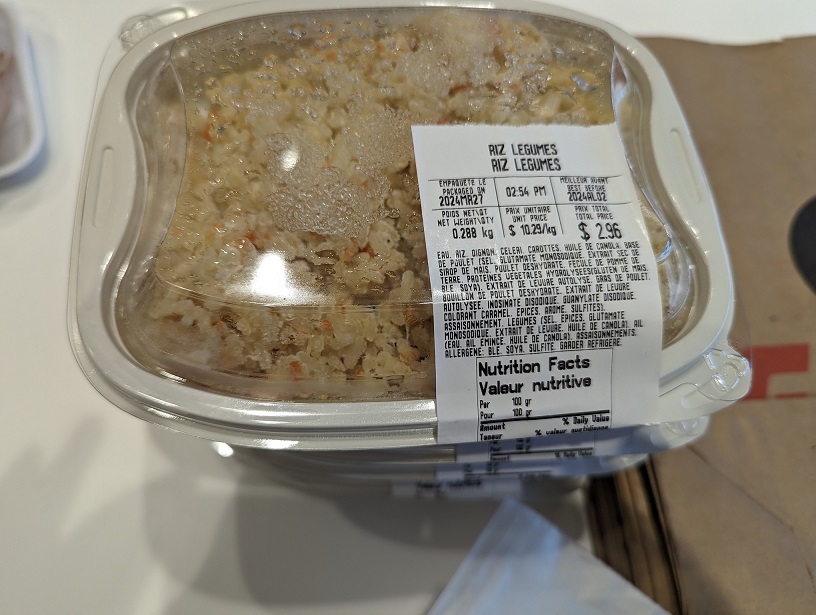 RIZ LEGUMES
RIZ LEGUMES
EMPAQUETÉ LE
PACKAGED ON
2024MR27
02:54 PM
MEILLEUR AVANT
BEST BEFORE
2024AL02
POIDS NET\QT
NET WEIGHT\QTY
0.288 kg
PRIX UNITAIRE
UNIT PRICE
$ 10.29/kg
PRIX TOTAL
TOTAL PRICE
$ 2.96
EAU, RIZ, OIGNON, CELERI, CAROTTES, HUILE DE CANOLA, BASE
DE POULET (SEL, GLUTAMATE MONOSODIQUE, EXTRAIT SEC DE
SIROP DE MAIS, POULET DESHYDRATE, FECULE DE POMME DE
TERRE, PROTEINES VEGETALES HYDROLYSEES(GLUTEN DE MAIS,
BLE SOYA), EXTRAIT DE LEVURE AUTOLYSE, GRAS DE POULET,
BOUILLON DE POULET DESHYDRATE, EXTRAIT DE LEVURE
AUTOLYSEE, INOSINATE DISODIQUE, GUANYLATE DISODIQUE,
COLORANT CARAMEL, EPICES, AROME, SULFITES),
ASSAISONNEMENT, LEGUMES (SEL, EPICES, GLUTAMATE
MONOSODIQUE, EXTRAIT DE LEVURE, HUILE DE CANOLA), AIL
(EAU, AIL EMINCE, HUILE DE CANOLA), ASSAISONNEMENTS.
ALLERGENE: BLE, SOYA, SULFITE GARDER REFRIGERE.
Nutrition Facts
Valeur nutritive
Per 100 gr
Pour 100 gr
Amount % Daily Value
Teneur % valeur quotidienne